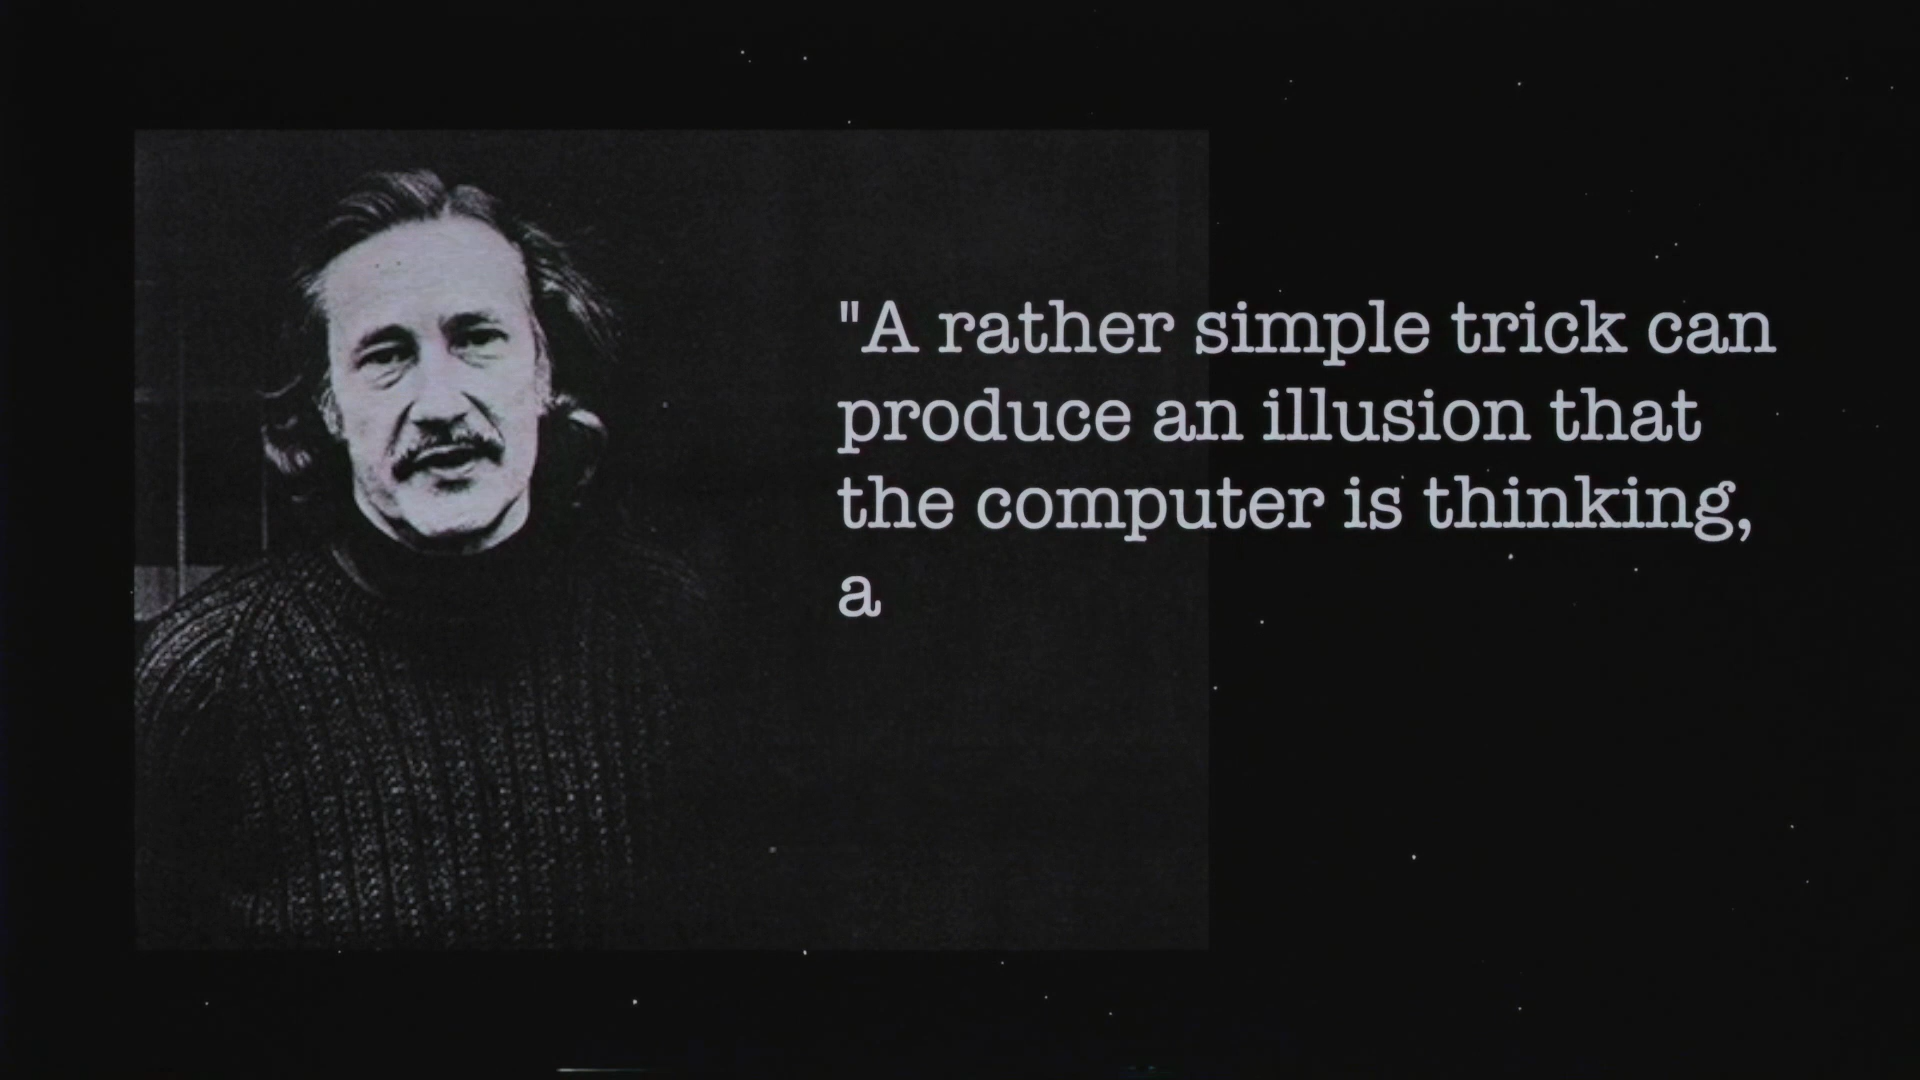 "A rather simple trick can
produce an illusion that
the computer is thinking,
a